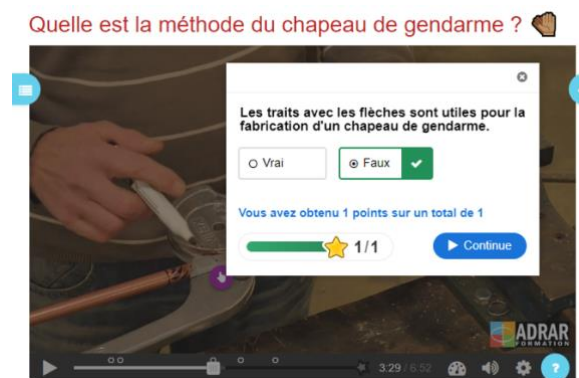 Quelle est la méthode du chapeau de gendarme ?
Les traits avec les flèches sont utiles pour la
fabrication d'un chapeau de gendarme.
Vrai
Faux
Vous avez obtenu 1 points sur un total de 1
1/1
Continue
ADRAR
FORMATION
3:29 / 6:52
?